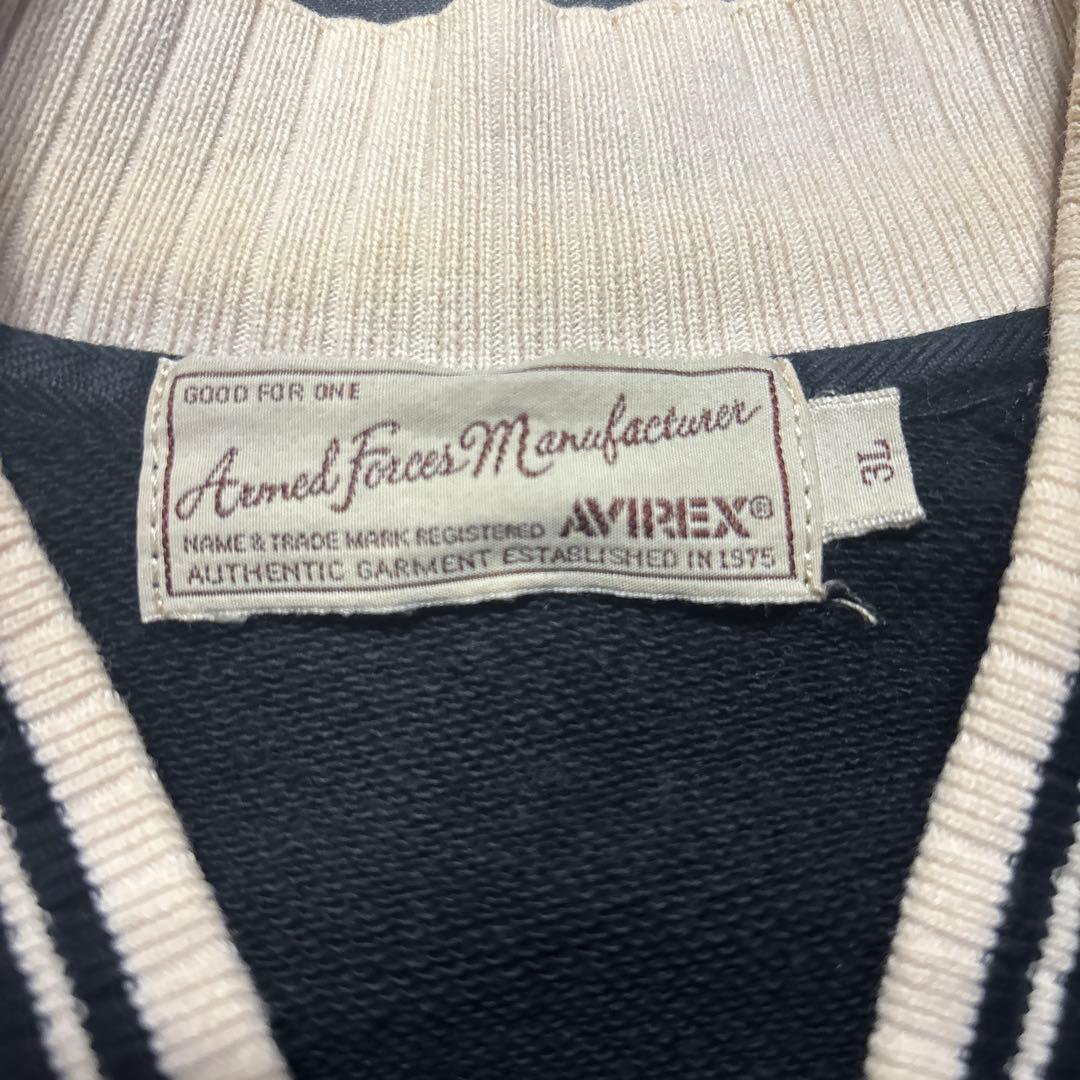 GOOD FOR ONE
Armed Forces Manufacturer
AVIREX®
NAME & TRADE MARK REGISTERED
AUTHENTIC GARMENT ESTABLISHED IN 1975
3L